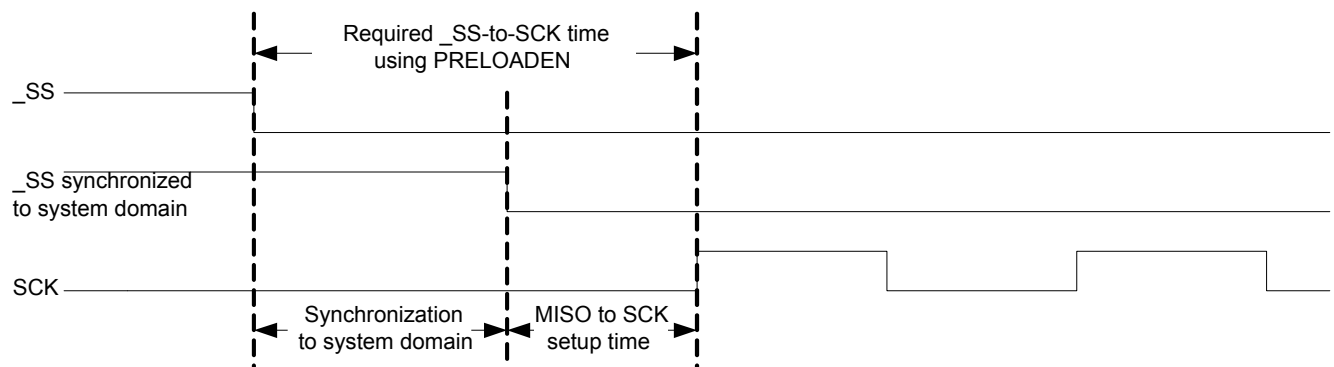 Required _SS-to-SCK time
using PRELOADEN
_SS
_SS synchronized
to system domain
SCK
Synchronization
to system domain
MISO to SCK
setup time